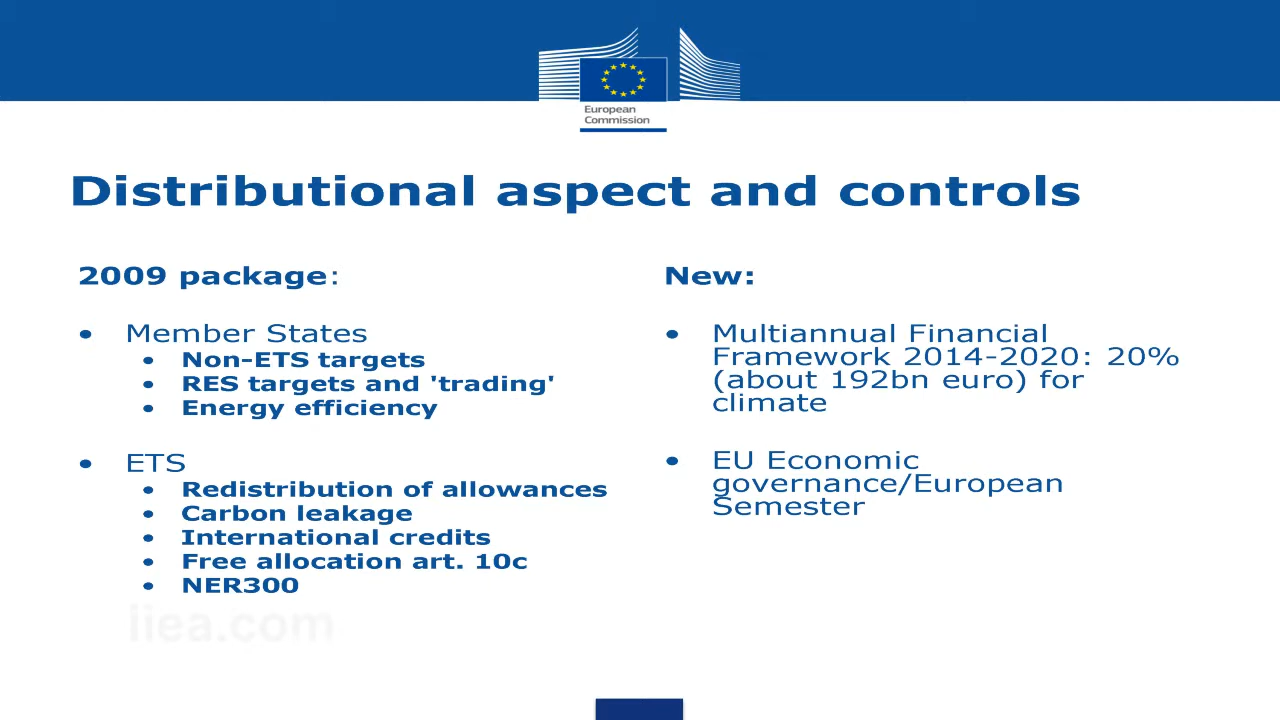 European
Commission
Distributional aspect and controls
2009 package:
• Member States
• Non-ETS targets
• RES targets and 'trading'
• Energy efficiency
• ETS
• Redistribution of allowances
• Carbon leakage
• International credits
• Free allocation art. 10c
• NER300
New:
• Multiannual Financial
Framework 2014-2020: 20%
(about 192bn euro) for
climate
• EU Economic
governance/European
Semester
iiea.com